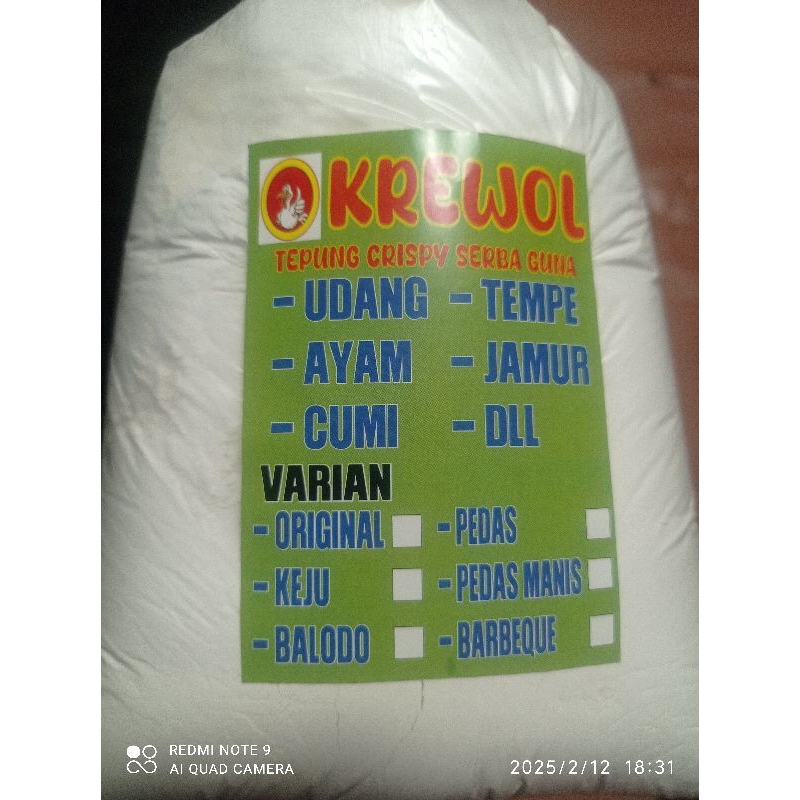 KREWOL
TEPUNG CRISPY SERBA GUNA
- UDANG - TEMPE
- AYAM - JAMUR
- CUMI - DLL
VARIAN
- ORIGINAL - PEDAS
- KEJU - PEDAS MANIS
- BALODO - BARBEQUE
REDMI NOTE 9
AI QUAD CAMERA
2025/2/12 18:31